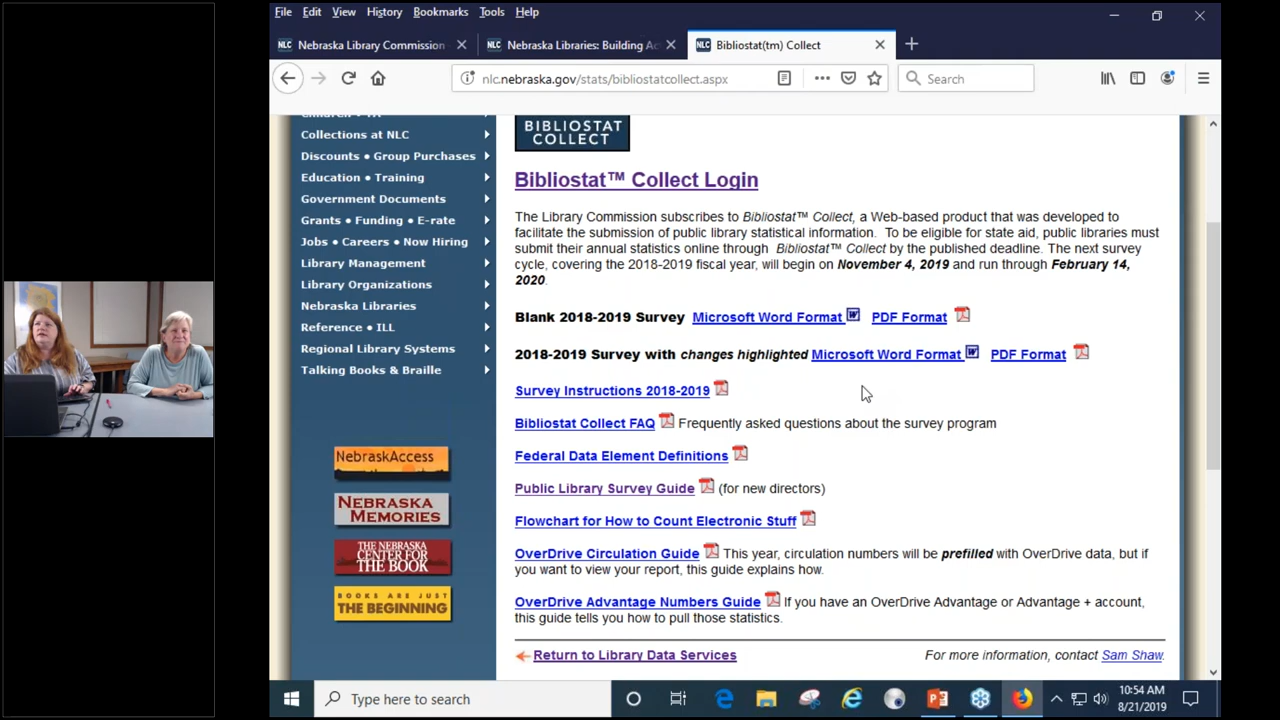 File Edit View History Bookmarks Tools Help
Nebraska Library Commission
Nebraska Libraries: Building
Bibliostat(tm) Collect
nlc.nebraska.gov/stats/bibliostatcollect.aspx
Search
Collections at NLC
Discounts ● Group Purchases
Education ● Training
Government Documents
Grants ● Funding ● E-rate
Jobs ● Careers ● Now Hiring
Library Management
Library Organizations
Nebraska Libraries
Reference ● ILL
Regional Library Systems
Talking Books & Braille
NebraskAccess
NEBRASKA
MEMORIES
THE NEBRASKA
CENTER FOR
THE BOOK
BOOKS ARE JUST
THE BEGINNING
BIBLIOSTAT
COLLECT
Bibliostat™ Collect Login
The Library Commission subscribes to Bibliostat™ Collect, a Web-based product that was developed to
facilitate the submission of public library statistical information. To be eligible for state aid, public libraries must
submit their annual statistics online through Bibliostat™ Collect by the published deadline. The next survey
cycle, covering the 2018-2019 fiscal year, will begin on November 4, 2019 and run through February 14,
2020.
Blank 2018-2019 Survey Microsoft Word Format PDF Format
2018-2019 Survey with changes highlighted Microsoft Word Format PDF Format
Survey Instructions 2018-2019
Bibliostat Collect FAQ Frequently asked questions about the survey program
Federal Data Element Definitions
Public Library Survey Guide (for new directors)
Flowchart for How to Count Electronic Stuff
OverDrive Circulation Guide This year, circulation numbers will be prefilled with OverDrive data, but if
you want to view your report, this guide explains how.
OverDrive Advantage Numbers Guide If you have an OverDrive Advantage or Advantage + account,
this guide tells you how to pull those statistics.
Return to Library Data Services
For more information, contact Sam Shaw.
Type here to search
10:54 AM
8/21/2019